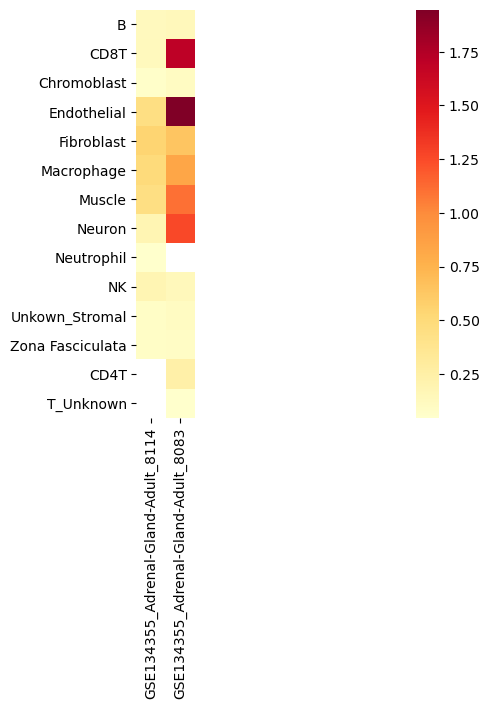 B
CD8T
Chromoblast
Endothelial
Fibroblast
Macrophage
Muscle
Neuron
Neutrophil
NK
Unkown_Stromal
Zona Fasciculata
CD4T
T_Unknown
GSE134355_Adrenal-Gland-Adult_8114
GSE134355_Adrenal-Gland-Adult_8083
1.75
1.50
1.25
1.00
0.75
0.50
0.25